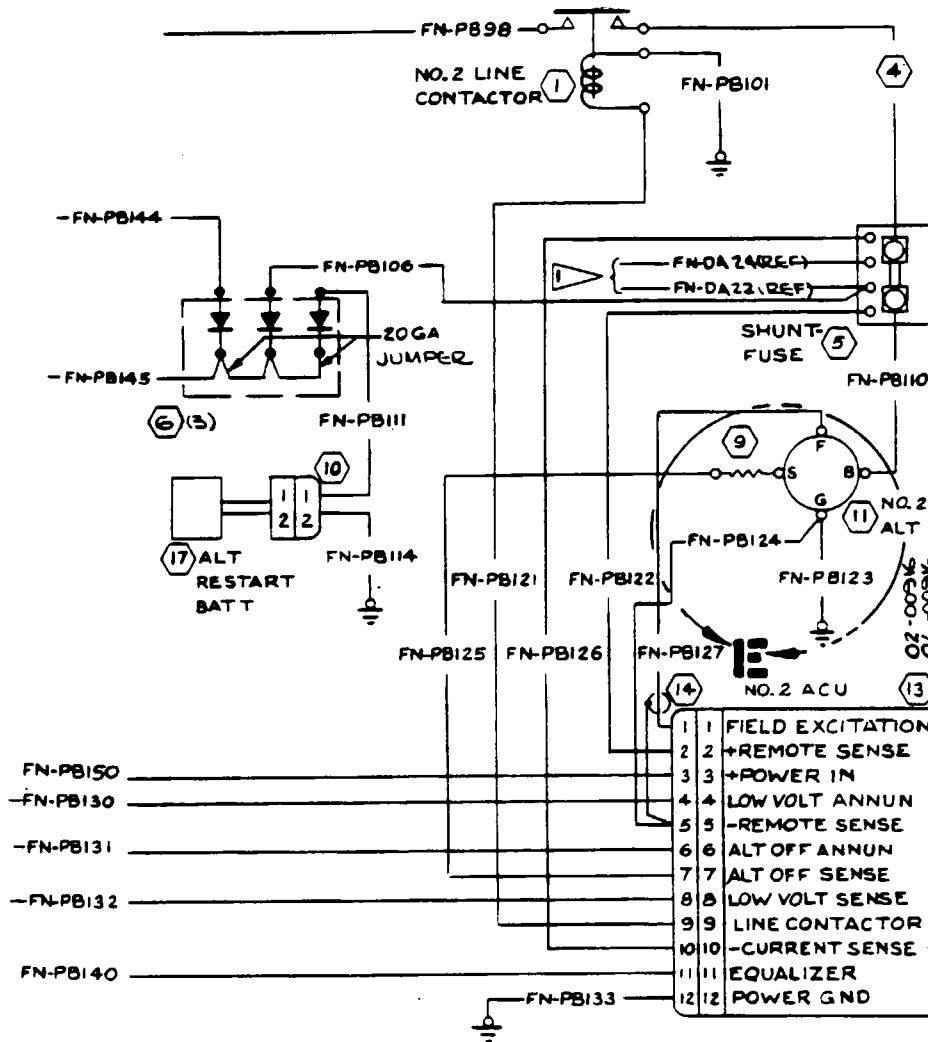 FN-PB98
NO.2 LINE
CONTACTOR
1
FN-PB101
4
-FN-PB144
FN-PB106
1
FN-DA24(REF)
FN-DA22(REF)
20GA
JUMPER
SHUNT-
FUSE
5
-FN-PB145
FN-PB110
6 (3)
FN-PB111
9
F
S
B
G
10
1 1
2 2
11
NO.2
ALT
FN-PB124
17 ALT
RESTART
BATT
FN-PB114
FN-PB121
FN-PB122
FN-PB123
FN-PB125
FN-PB126
FN-PB127
14
NO.2 ACU
13
1 1 FIELD EXCITATION
2 2 +REMOTE SENSE
FN-PB150
3 3 +POWER IN
-FN-PB130
4 4 LOW VOLT ANNUN
5 5 -REMOTE SENSE
-FN-PB131
6 6 ALT OFF ANNUN
7 7 ALT OFF SENSE
-FN-PB132
8 8 LOW VOLT SENSE
9 9 LINE CONTACTOR
10 10 -CURRENT SENSE
FN-PB140
11 11 EQUALIZER
FN-PB133
12 12 POWER GND